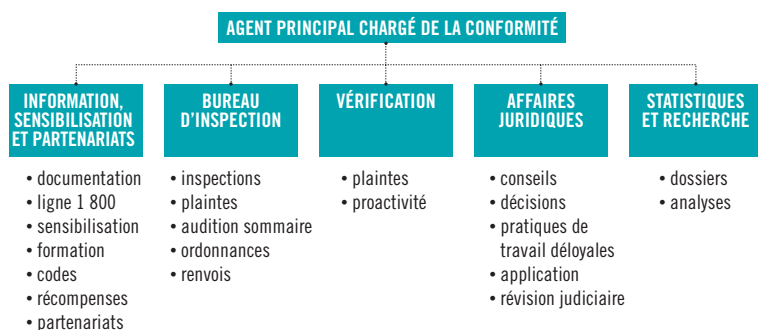 AGENT PRINCIPAL CHARGÉ DE LA CONFORMITÉ
INFORMATION,
SENSIBILISATION
ET PARTENARIATS
• documentation
• ligne 1 800
• sensibilisation
• formation
• codes
• récompenses
• partenariats
BUREAU
D'INSPECTION
• inspections
• plaintes
• audition sommaire
• ordonnances
• renvois
VÉRIFICATION
• plaintes
• proactivité
AFFAIRES
JURIDIQUES
• conseils
• décisions
• pratiques de
travail déloyales
• application
• révision judiciaire
STATISTIQUES
ET RECHERCHE
• dossiers
• analyses